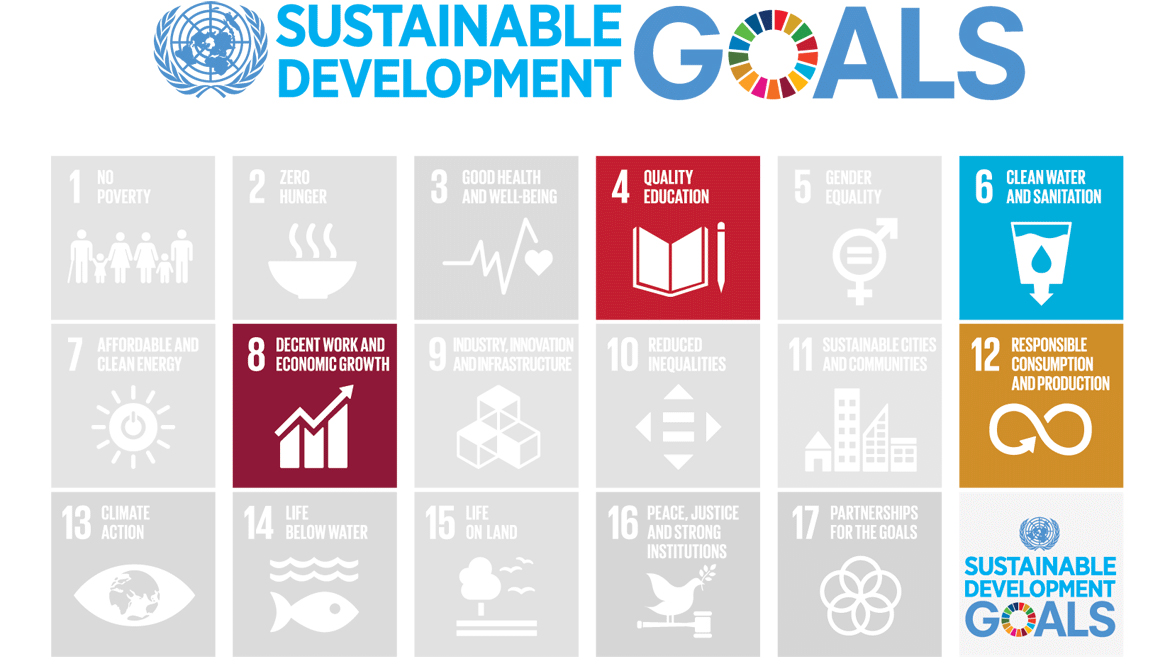 SUSTAINABLE
DEVELOPMENT
GOALS
1 NO
POVERTY
2 ZERO
HUNGER
3 GOOD HEALTH
AND WELL-BEING
4 QUALITY
EDUCATION
5 GENDER
EQUALITY
6 CLEAN WATER
AND SANITATION
7 AFFORDABLE AND
CLEAN ENERGY
8 DECENT WORK AND
ECONOMIC GROWTH
9 INDUSTRY, INNOVATION
AND INFRASTRUCTURE
10 REDUCED
INEQUALITIES
11 SUSTAINABLE CITIES
AND COMMUNITIES
12 RESPONSIBLE
CONSUMPTION
AND PRODUCTION
13 CLIMATE
ACTION
14 LIFE
BELOW WATER
15 LIFE
ON LAND
16 PEACE, JUSTICE
AND STRONG
INSTITUTIONS
17 PARTNERSHIPS
FOR THE GOALS
SUSTAINABLE
DEVELOPMENT
GOALS